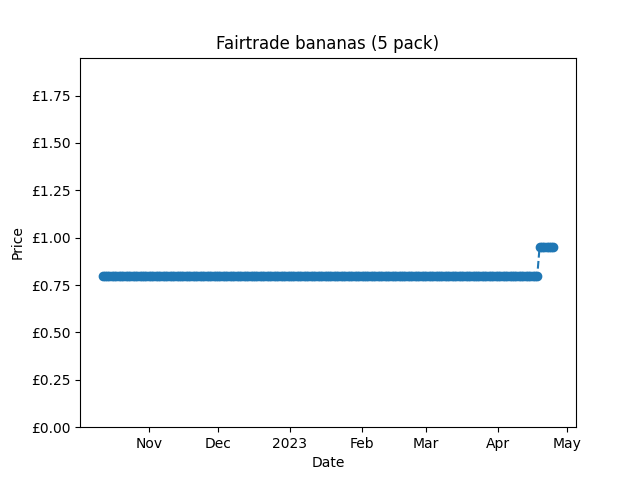 Fairtrade bananas (5 pack)
£1.75
£1.50
£1.25
£1.00
£0.75
£0.50
£0.25
£0.00
Price
Nov Dec 2023 Feb Mar Apr May
Date